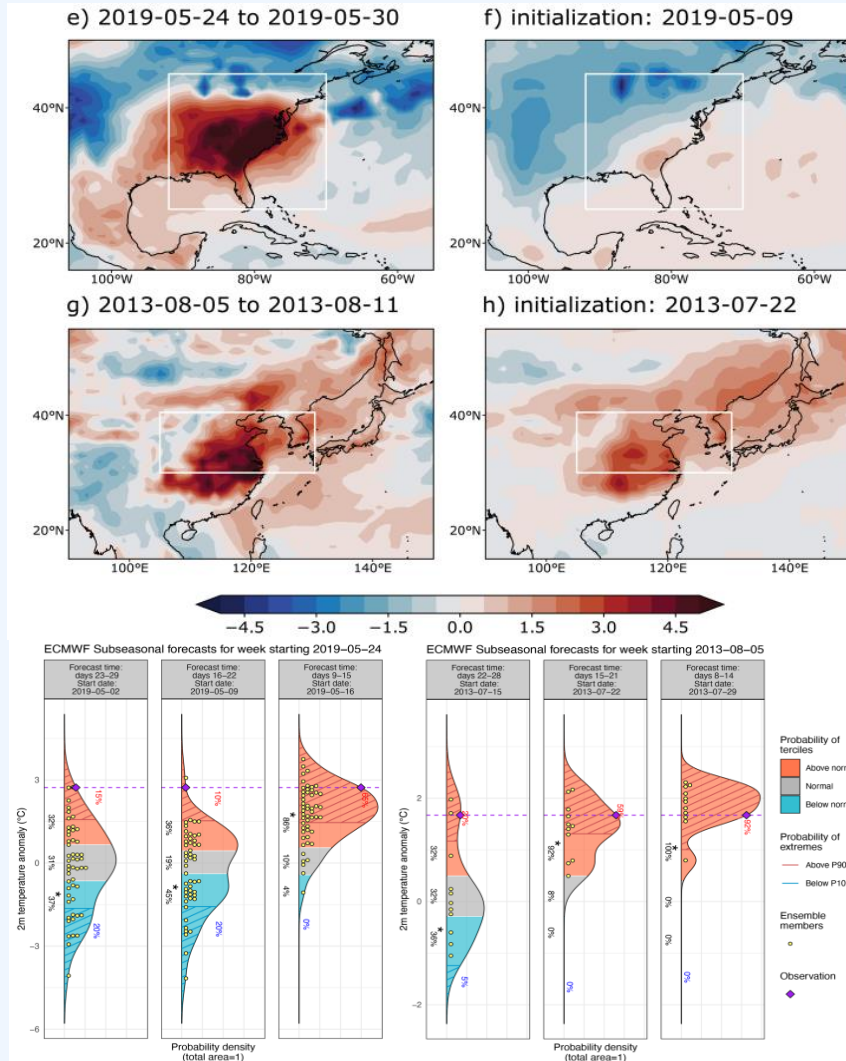 e) 2019-05-24 to 2019-05-30
f) initialization: 2019-05-09
40°N
20°N
100°W
80°W
60°W
40°N
20°N
100°W
80°W
60°W
g) 2013-08-05 to 2013-08-11
h) initialization: 2013-07-22
40°N
20°N
100°E
120°E
140°E
40°N
20°N
100°E
120°E
140°E
−4.5
−3.0
−1.5
0.0
1.5
3.0
4.5
ECMWF Subseasonal forecasts for week starting 2019-05-24
Forecast time:
days 23−29
Start date:
2019-05-02
Forecast time:
days 16−22
Start date:
2019-05-09
Forecast time:
days 9−15
Start date:
2019-05-16
2m temperature anomaly (°C)
3
0
−3
−6
15%
32%
31%
37%
*
20%
10%
36%
19%
45%
*
20%
86%
*
10%
4%
0%
Probability density
(total area=1)
ECMWF Subseasonal forecasts for week starting 2013-08-05
Forecast time:
days 22−28
Start date:
2013-07-15
Forecast time:
days 15−21
Start date:
2013-07-22
Forecast time:
days 8−14
Start date:
2013-07-29
2m temperature anomaly (°C)
2
0
−2
32%
32%
36%
*
5%
92%
*
8%
0%
0%
92%
*
0%
0%
0%
Probability density
(total area=1)
Probability of
terciles
Above norm
Normal
Below norm
Probability of
extremes
Above P90
Below P10
Ensemble
members
Observation